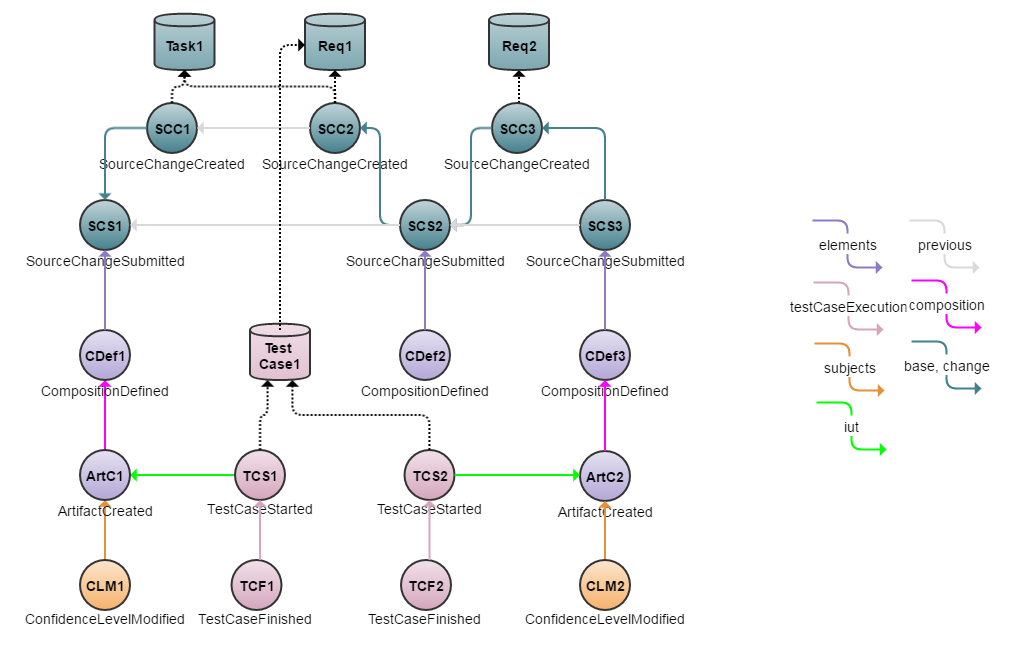 Task1
Req1
Req2
SCC1
SCC2
SCC3
SourceChangeCreated
SourceChangeCreated
SourceChangeCreated
SCS1
SCS2
SCS3
SourceChangeSubmitted
SourceChangeSubmitted
SourceChangeSubmitted
CDef1
Test
Case1
CDef2
CDef3
CompositionDefined
CompositionDefined
CompositionDefined
ArtC1
TCS1
TCS2
ArtC2
ArtifactCreated
TestCaseStarted
TestCaseStarted
ArtifactCreated
CLM1
TCF1
TCF2
CLM2
ConfidenceLevelModified
TestCaseFinished
TestCaseFinished
ConfidenceLevelModified
elements
previous
testCaseExecution
composition
subjects
base, change
iut